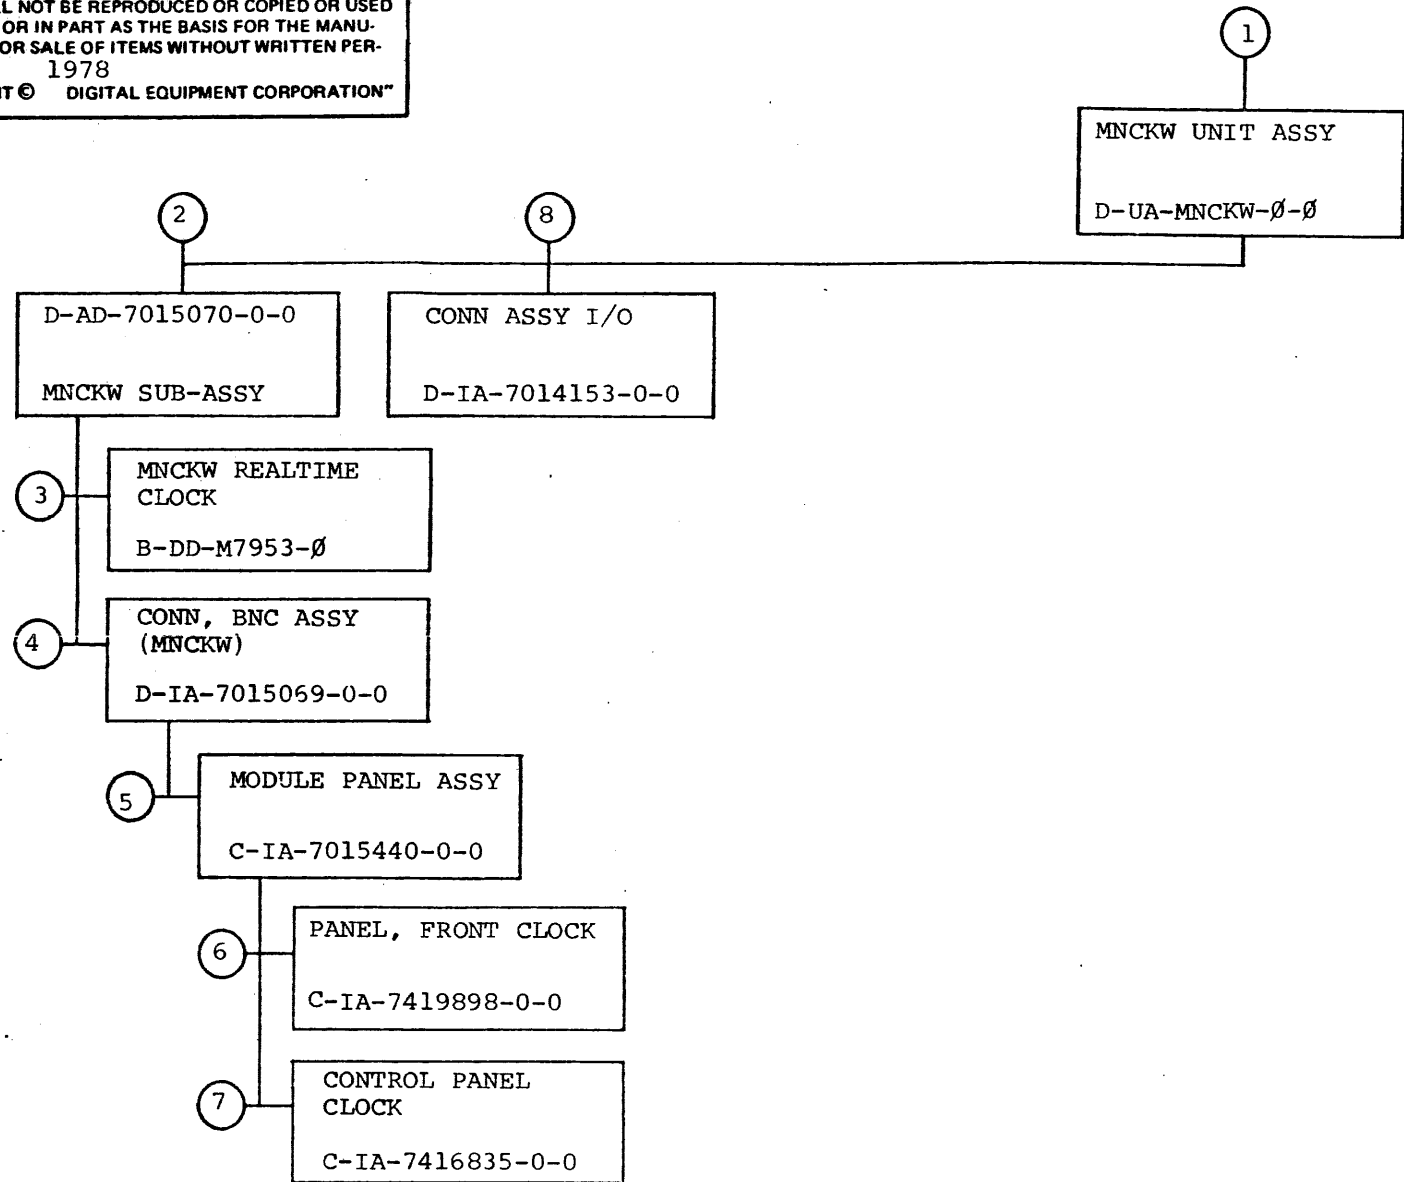 L NOT BE REPRODUCED OR COPIED OR USED
OR IN PART AS THE BASIS FOR THE MANU-
OR SALE OF ITEMS WITHOUT WRITTEN PER-
1978
T © DIGITAL EQUIPMENT CORPORATION"
1
MNCKW UNIT ASSY
D-UA-MNCKW-Ø-Ø
2
8
D-AD-7015070-0-0
MNCKW SUB-ASSY
CONN ASSY I/O
D-IA-7014153-0-0
3
MNCKW REALTIME
CLOCK
B-DD-M7953-Ø
4
CONN, BNC ASSY
(MNCKW)
D-IA-7015069-0-0
5
MODULE PANEL ASSY
C-IA-7015440-0-0
6
PANEL, FRONT CLOCK
C-IA-7419898-0-0
7
CONTROL PANEL
CLOCK
C-IA-7416835-0-0